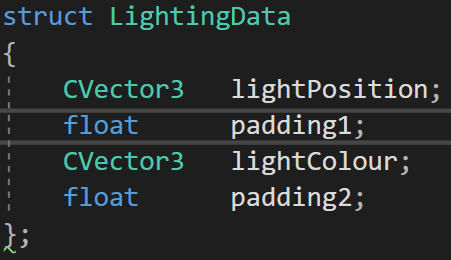 struct LightingData
{
CVector3 lightPosition;
float padding1;
CVector3 lightColour;
float padding2;
};